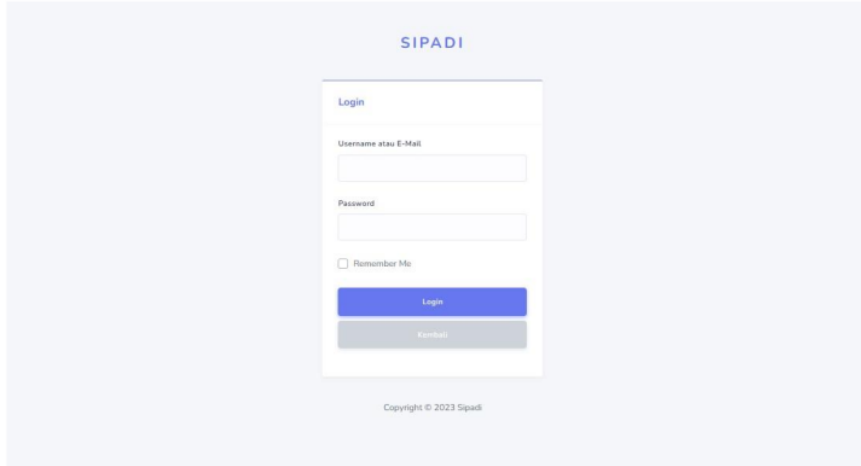 SIPADI
Login
Username atau E-Mail
Password
Remember Me
Login
Kembali
Copyright © 2023 Sipadi